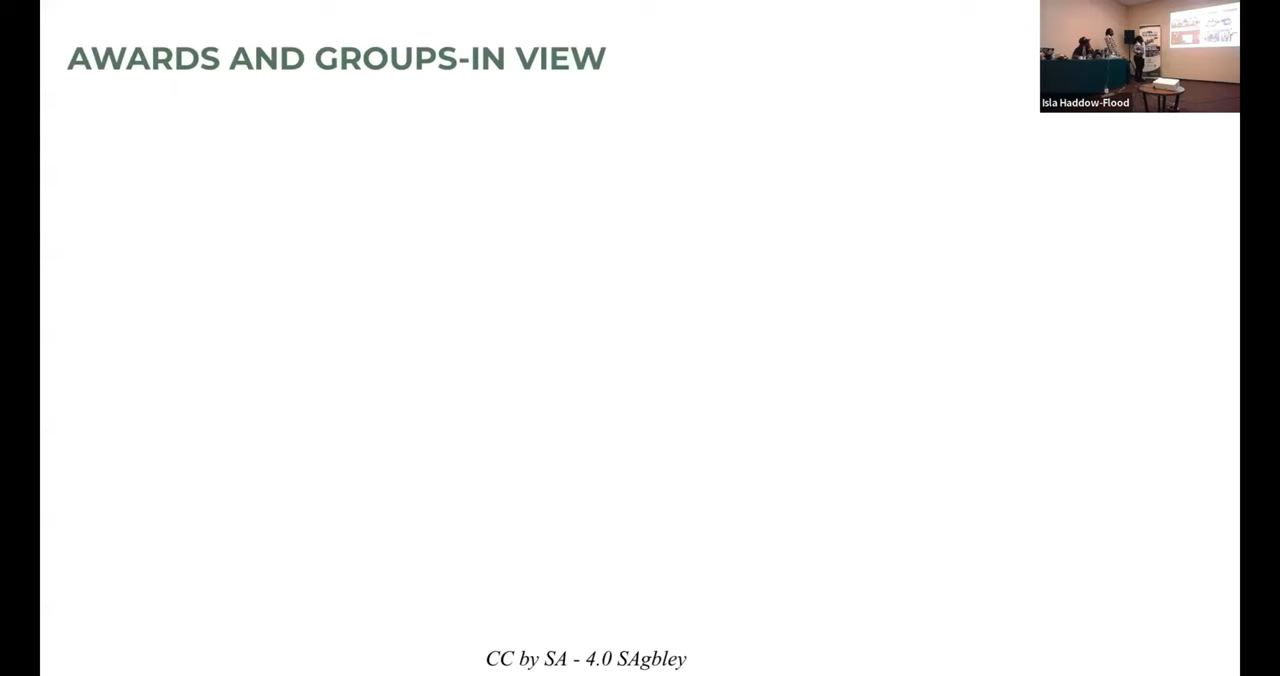 AWARDS AND GROUPS-IN VIEW
Isla Haddow-Flood
CC by SA - 4.0 SAgbley